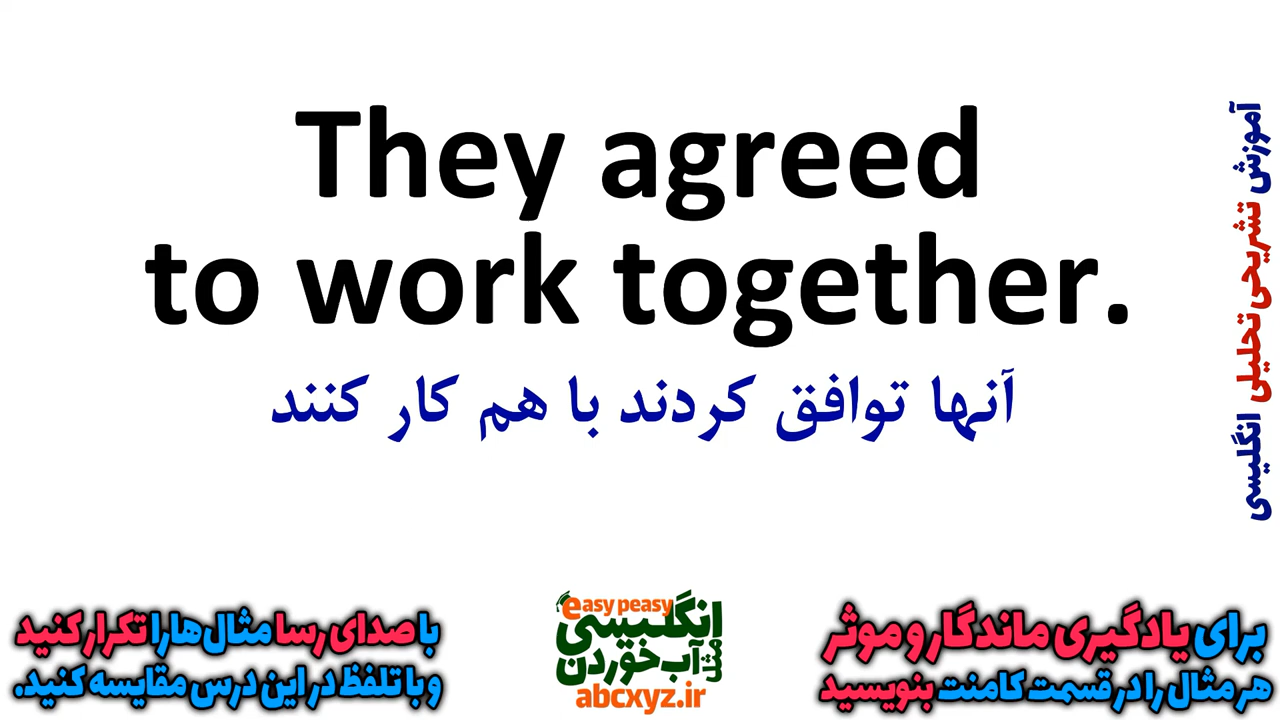 They agreed
to work together.
آنها توافق کردند با هم کار کنند
آموزش تشریحی تحلیلی انگلیسی
برای یادگیری ماندگار و موثر
هر مثال را در قسمت کامنت بنویسید
easy peasy
انگلیسی
مثل آب خوردن
abcxyz.ir
با صدای رسا مثال‌ها را تکرار کنید
و با تلفظ در این درس مقایسه کنید.